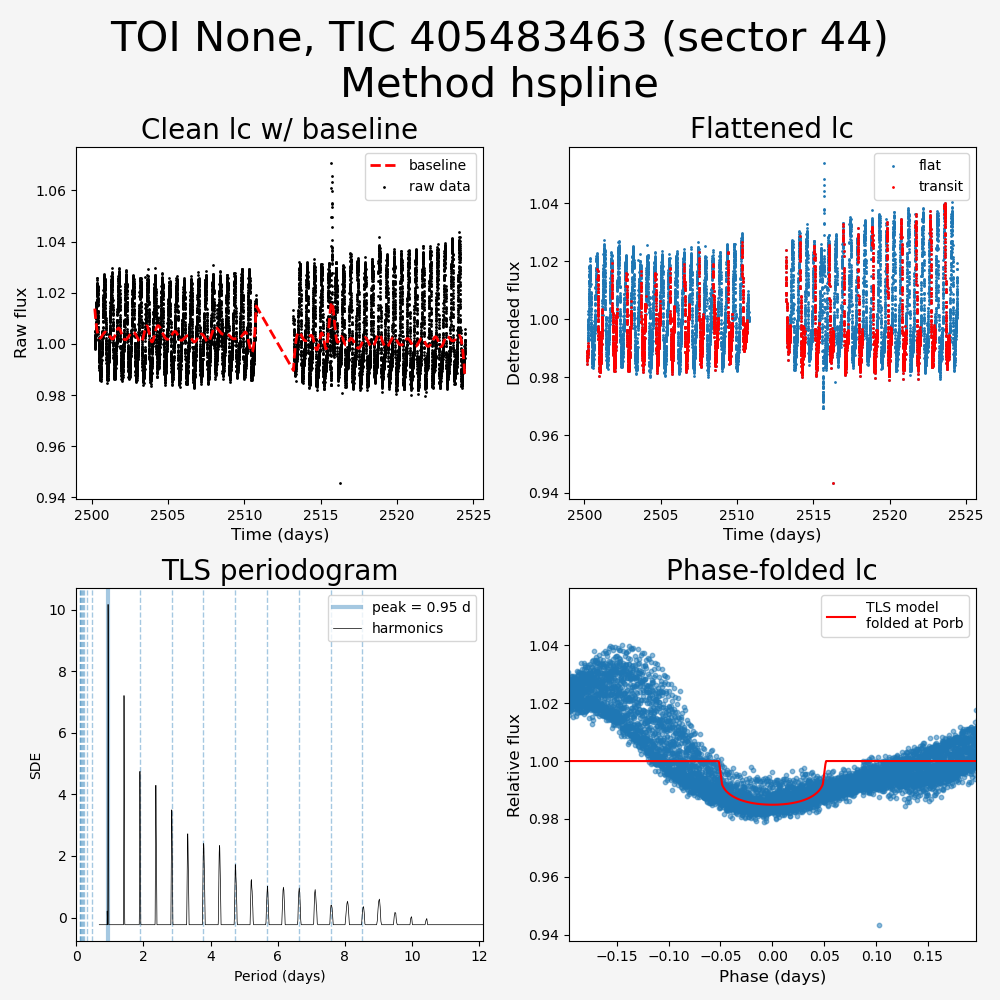 TOI None, TIC 405483463 (sector 44)
Method hspline
Clean lc w/ baseline
Flattened lc
baseline
raw data
flat
transit
1.06
1.04
1.02
1.00
0.98
0.96
0.94
Raw flux
2500
2505
2510
2515
2520
2525
Time (days)
1.04
1.02
1.00
0.98
0.96
0.94
Detrended flux
2500
2505
2510
2515
2520
2525
Time (days)
TLS periodogram
Phase-folded lc
peak = 0.95 d
harmonics
10
8
6
4
2
0
SDE
0
2
4
6
8
10
12
Period (days)
TLS model
folded at Porb
1.04
1.02
1.00
0.98
0.96
0.94
Relative flux
−0.15
−0.10
−0.05
0.00
0.05
0.10
0.15
Phase (days)